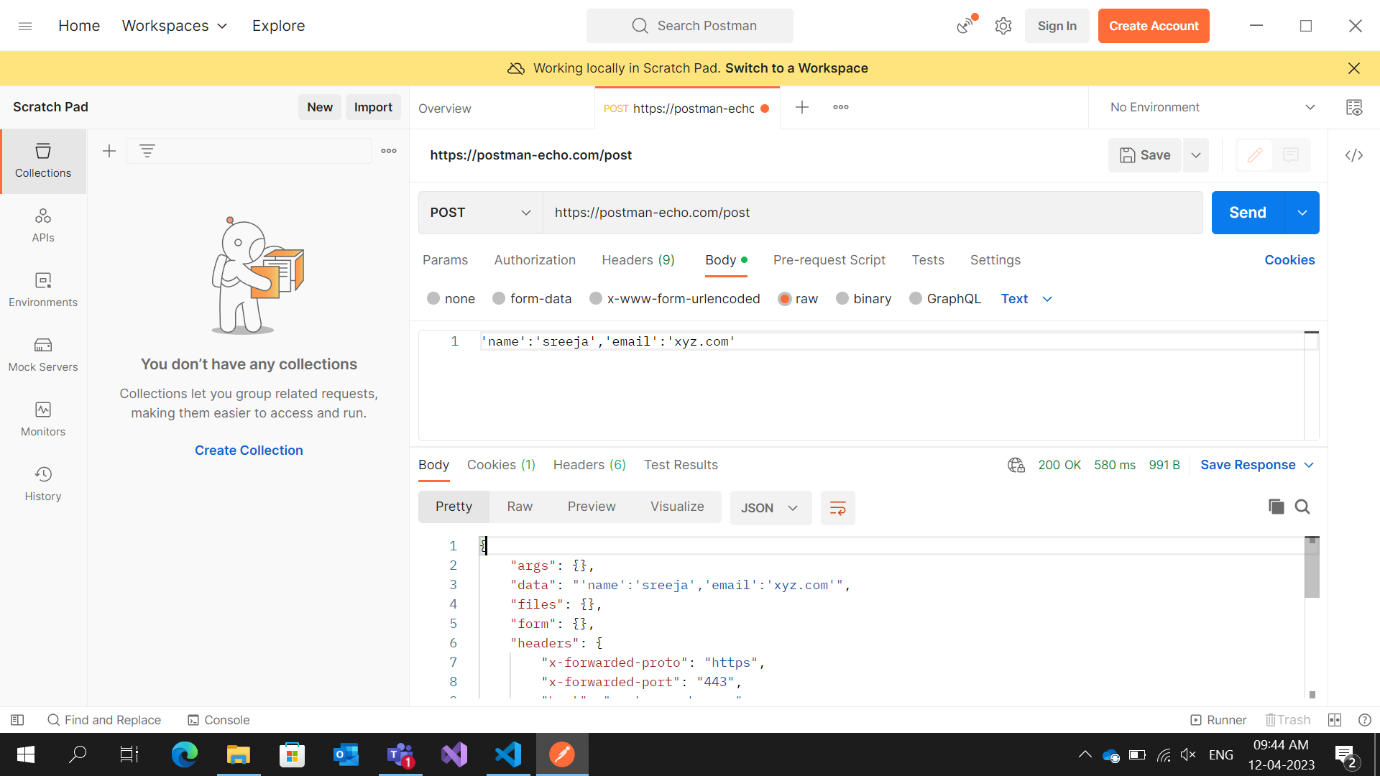 Home Workspaces Explore Search Postman Sign In Create Account
Working locally in Scratch Pad. Switch to a Workspace
Scratch Pad New Import Overview POST https://postman-echo No Environment
https://postman-echo.com/post Save
Collections
POST https://postman-echo.com/post Send
APIs
Params Authorization Headers (9) Body Pre-request Script Tests Settings Cookies
Environments
none form-data x-www-form-urlencoded raw binary GraphQL Text
1 'name':'sreeja','email':'xyz.com'
Mock Servers
You don't have any collections
Collections let you group related requests,
making them easier to access and run.
Monitors
Create Collection
Body Cookies (1) Headers (6) Test Results 200 OK 580 ms 991 B Save Response
History
Pretty Raw Preview Visualize JSON
1 {
2 "args": {},
3 "data": "'name':'sreeja','email':'xyz.com'",
4 "files": {},
5 "form": {},
6 "headers": {
7 "x-forwarded-proto": "https",
8 "x-forwarded-port": "443",
Find and Replace Console Runner Trash
1 ENG 09:44 AM
12-04-2023 2